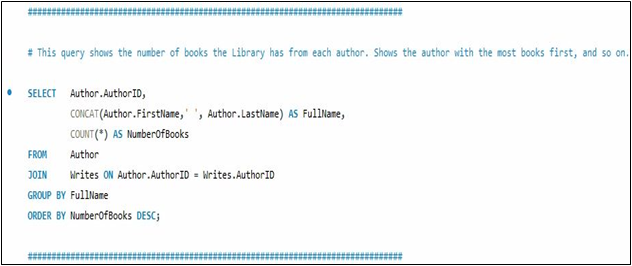 ################################################################################
# This query shows the number of books the Library has from each author. Shows the author with the most books first, and so on.
SELECT Author.AuthorID,
CONCAT(Author.FirstName,' ', Author.LastName) AS FullName,
COUNT(*) AS NumberOfBooks
FROM Author
JOIN Writes ON Author.AuthorID = Writes.AuthorID
GROUP BY FullName
ORDER BY NumberOfBooks DESC;
################################################################################